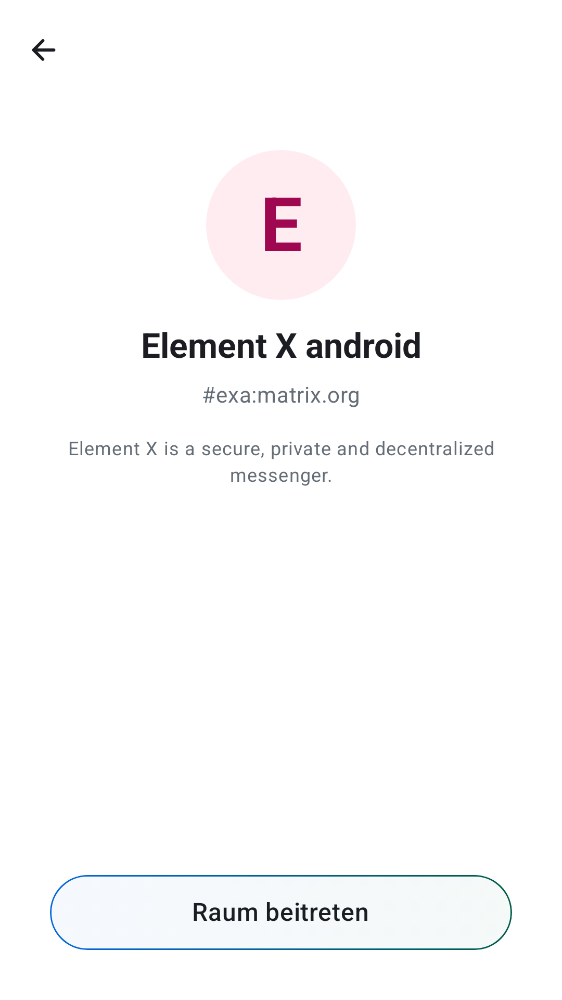 E
Element X android
#exa:matrix.org
Element X is a secure, private and decentralized
messenger.
Raum beitreten